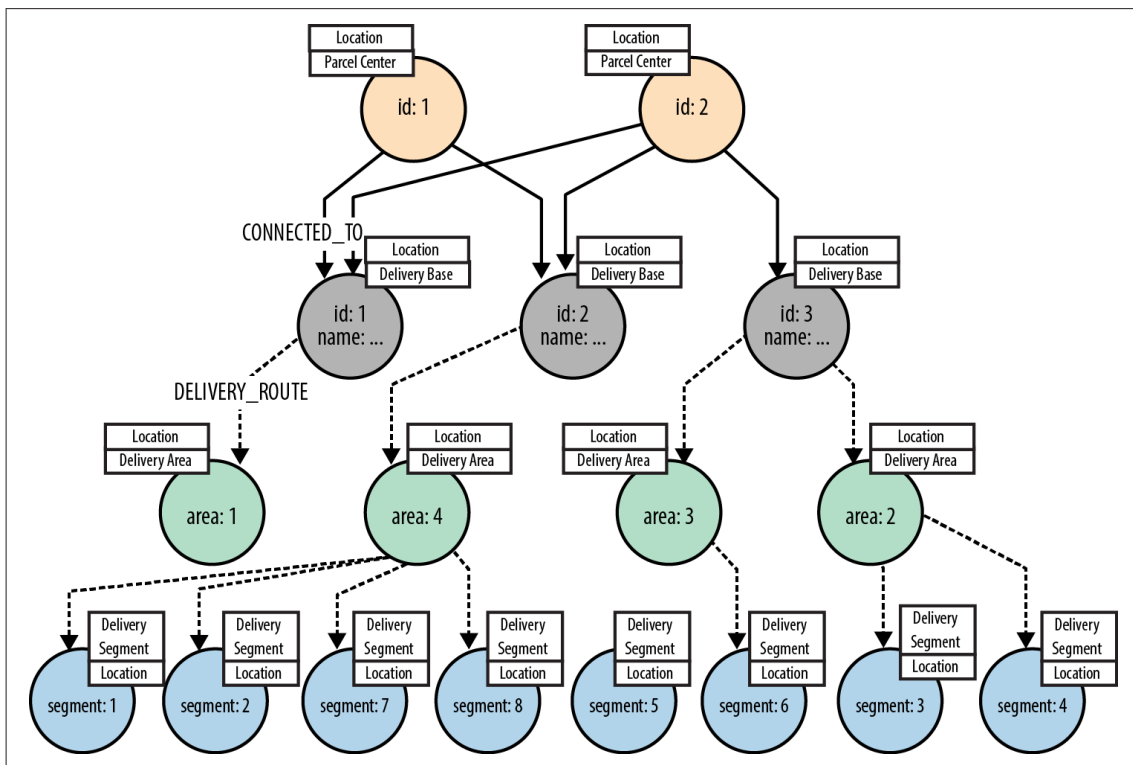 Location
Parcel Center
id: 1
Location
Parcel Center
id: 2
CONNECTED_TO
Location
Delivery Base
id: 1
name: ...
Location
Delivery Base
id: 2
name: ...
Location
Delivery Base
id: 3
name: ...
DELIVERY_ROUTE
Location
Delivery Area
area: 1
Location
Delivery Area
area: 4
Location
Delivery Area
area: 3
Location
Delivery Area
area: 2
Delivery
Segment
Location
segment: 1
Delivery
Segment
Location
segment: 2
Delivery
Segment
Location
segment: 7
Delivery
Segment
Location
segment: 8
Delivery
Segment
Location
segment: 5
Delivery
Segment
Location
segment: 6
Delivery
Segment
Location
segment: 3
Delivery
Segment
Location
segment: 4